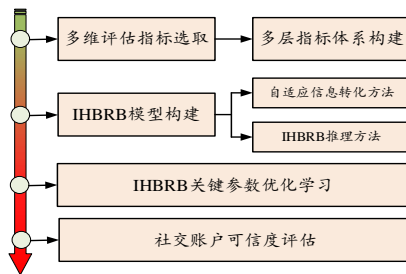 多维评估指标选取
多层指标体系构建
IHBRB模型构建
自适应信息转化方法
IHBRB推理方法
IHBRB关键参数优化学习
社交账户可信度评估